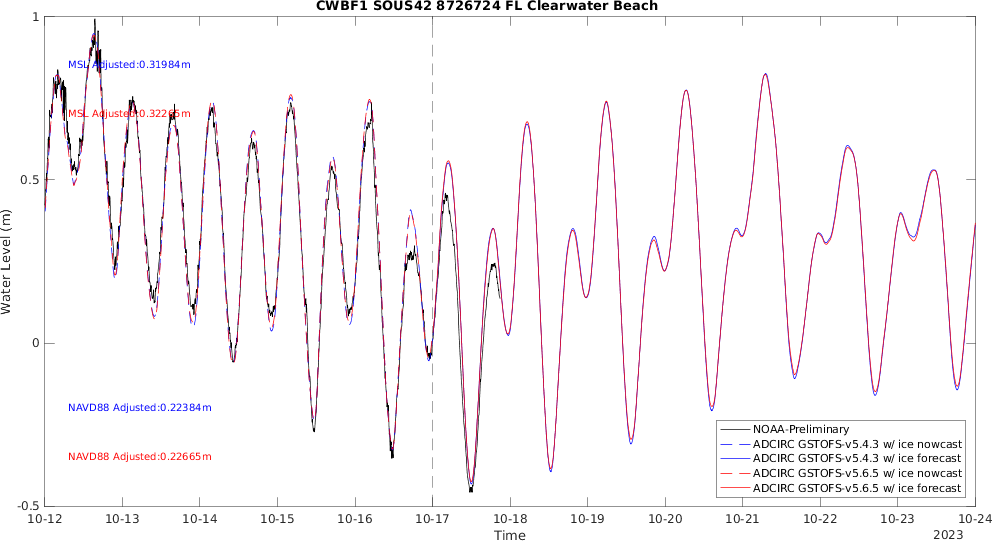 CWBF1 SOUS42 8726724 FL Clearwater Beach
1
MSL Adjusted:0.31984m
MSL Adjusted:0.32265m
0.5
Water Level (m)
0
NAVD88 Adjusted:0.22384m
NAVD88 Adjusted:0.22665m
NOAA-Preliminary
ADCIRC GSTOFS-v5.4.3 w/ ice nowcast
ADCIRC GSTOFS-v5.4.3 w/ ice forecast
ADCIRC GSTOFS-v5.6.5 w/ ice nowcast
ADCIRC GSTOFS-v5.6.5 w/ ice forecast
-0.5
10-12 10-13 10-14 10-15 10-16 10-17 10-18 10-19 10-20 10-21 10-22 10-23 10-24
Time
2023